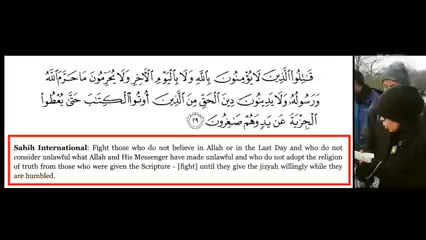 قَٰتِلُوا۟ ٱلَّذِينَ لَا يُؤْمِنُونَ بِٱللَّهِ وَلَا بِٱلْيَوْمِ ٱلْءَاخِرِ وَلَا يُحَرِّمُونَ مَا حَرَّمَ ٱللَّهُ
وَرَسُولُهُۥ وَلَا يَدِينُونَ دِينَ ٱلْحَقِّ مِنَ ٱلَّذِينَ أُوتُوا۟ ٱلْكِتَٰبَ حَتَّىٰ يُعْطُوا۟
ٱلْجِزْيَةَ عَن يَدٍ وَهُمْ صَٰغِرُونَ ٢٩
Sahih International: Fight those who do not believe in Allah or in the Last Day and who do not
consider unlawful what Allah and His Messenger have made unlawful and who do not adopt the religion
of truth from those who were given the Scripture - [fight] until they give the jizyah willingly while they
are humbled.